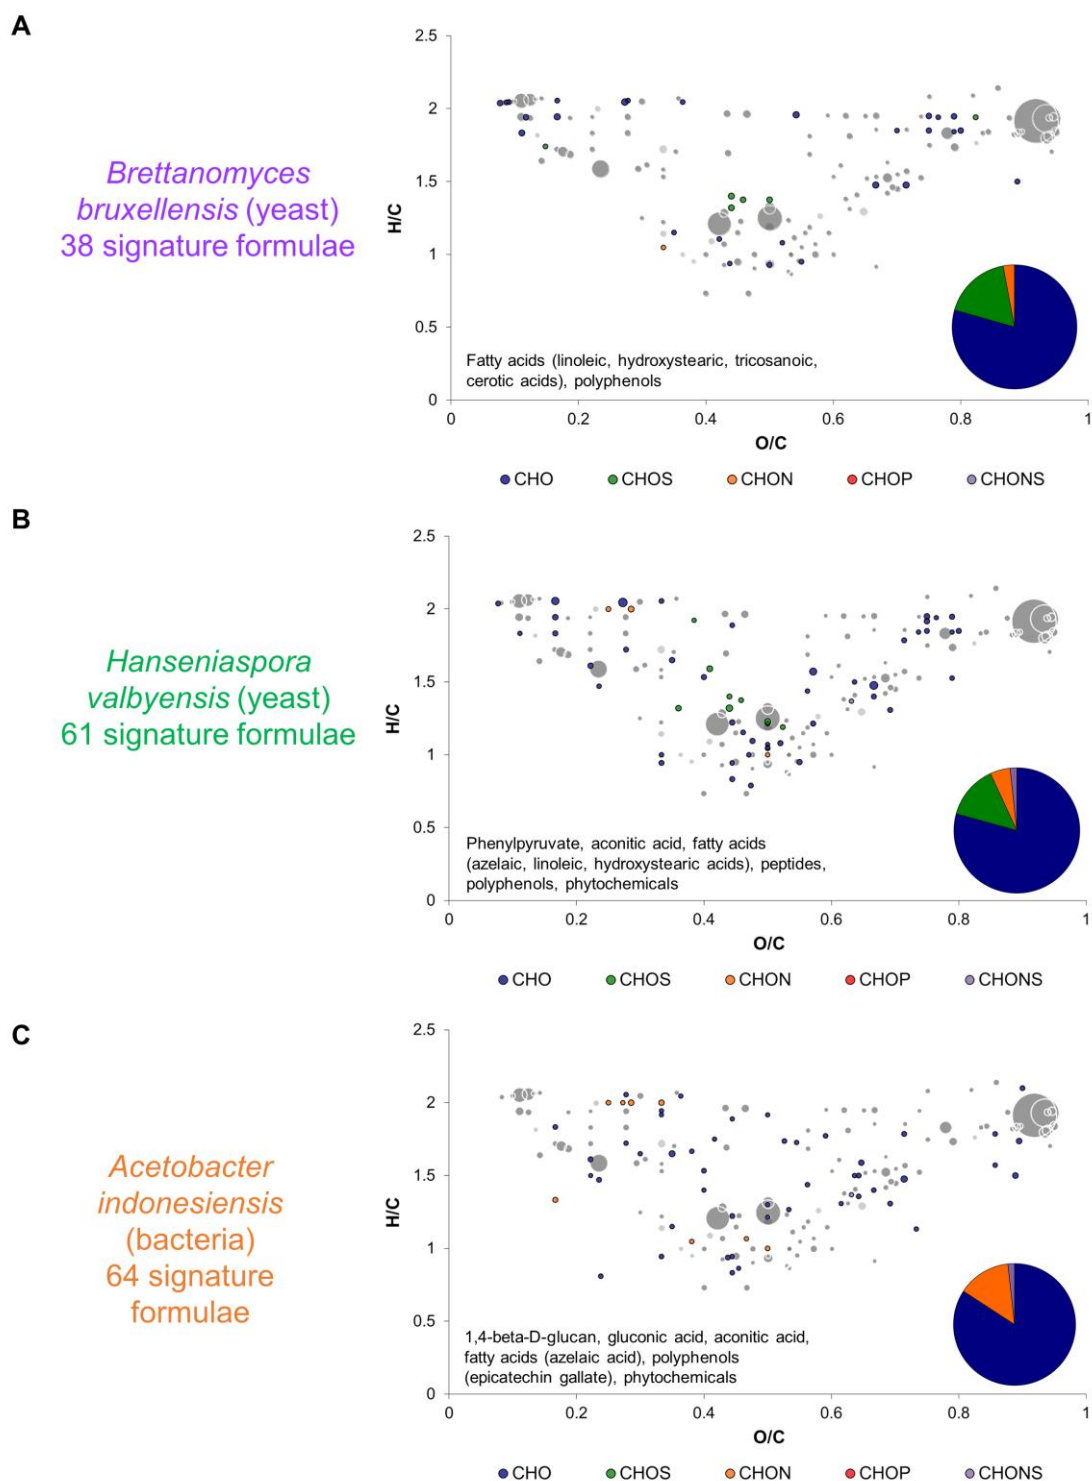 A
Brettanomyces
bruxellensis (yeast)
38 signature formulae
H/C
2.5
2
1.5
1
0.5
0
Fatty acids (linoleic, hydroxystearic, tricosanoic,
cerotic acids), polyphenols
0 0.2 0.4 0.6 0.8 1
O/C
CHO CHOS CHON CHOP CHONS
B
Hanseniaspora
valbyensis (yeast)
61 signature formulae
H/C
2.5
2
1.5
1
0.5
0
Phenylpyruvate, aconitic acid, fatty acids
(azelaic, linoleic, hydroxystearic acids), peptides,
polyphenols, phytochemicals
0 0.2 0.4 0.6 0.8 1
O/C
CHO CHOS CHON CHOP CHONS
C
Acetobacter
indonesiensis
(bacteria)
64 signature
formulae
H/C
2.5
2
1.5
1
0.5
0
1,4-beta-D-glucan, gluconic acid, aconitic acid,
fatty acids (azelaic acid), polyphenols
(epicatechin gallate), phytochemicals
0 0.2 0.4 0.6 0.8 1
O/C
CHO CHOS CHON CHOP CHONS